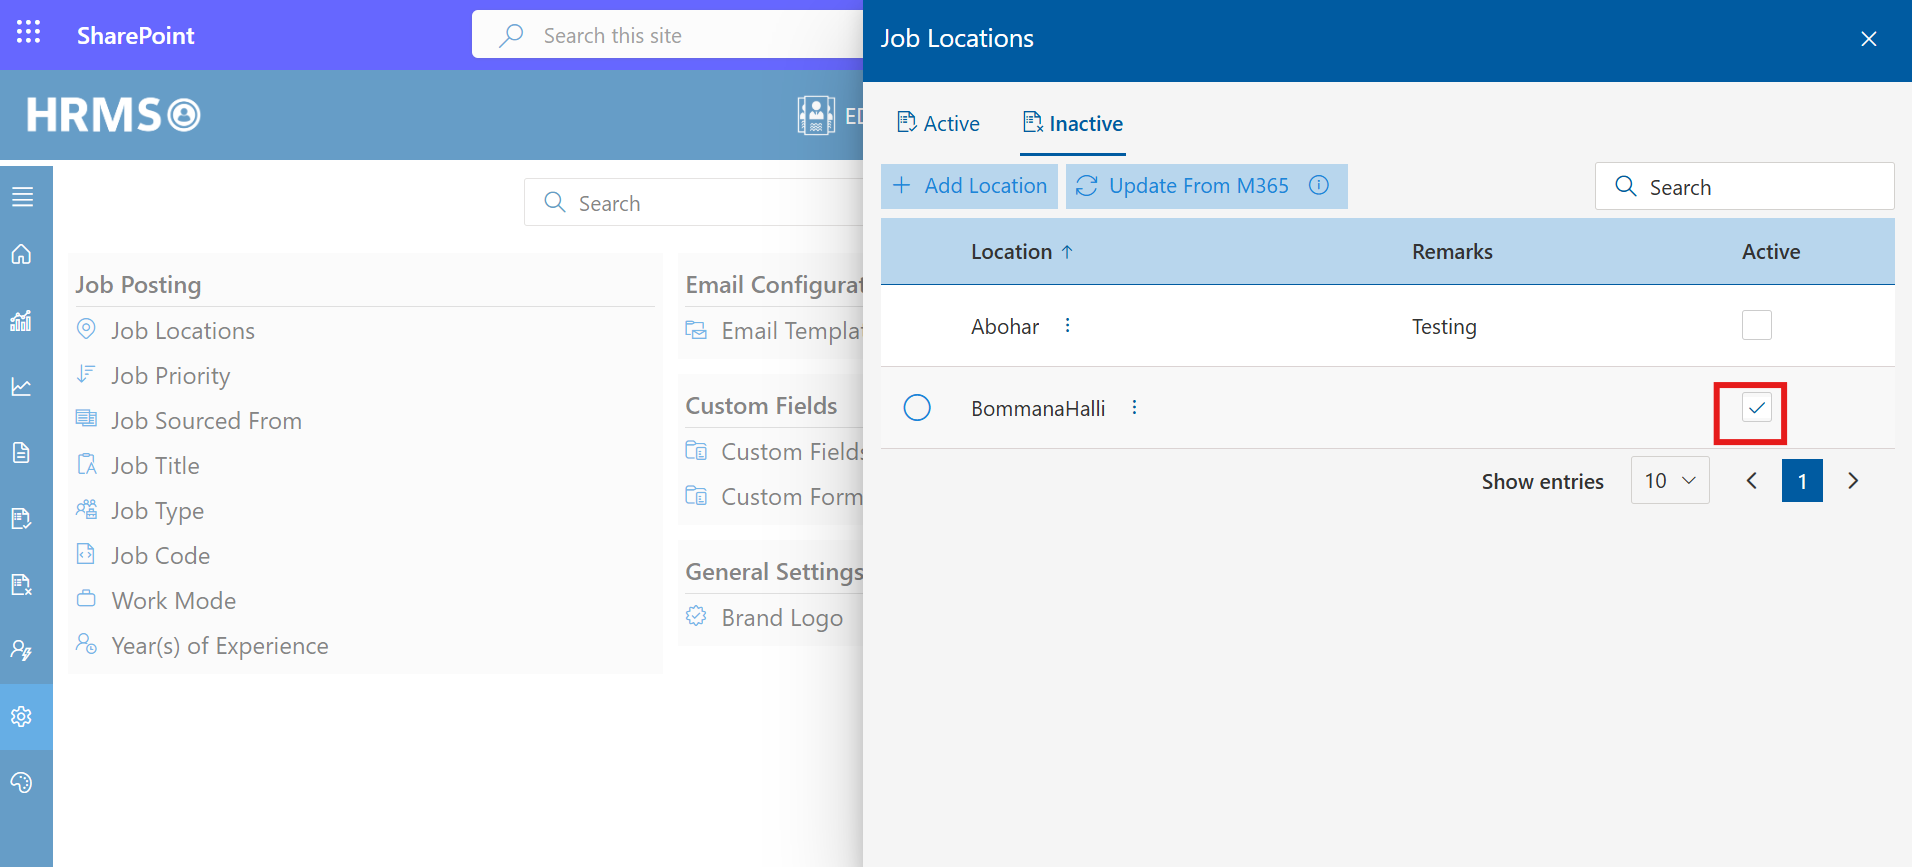 SharePoint
Search this site
HRMS
ED
Search
Job Posting
Job Locations
Job Priority
Job Sourced From
Job Title
Job Type
Job Code
Work Mode
Year(s) of Experience
Email Configurat
Email Templa
Custom Fields
Custom Fields
Custom Form
General Settings
Brand Logo
Job Locations
Active
Inactive
Add Location
Update From M365
Search
Location Remarks Active
Abohar Testing
BommanaHalli
Show entries 10 1